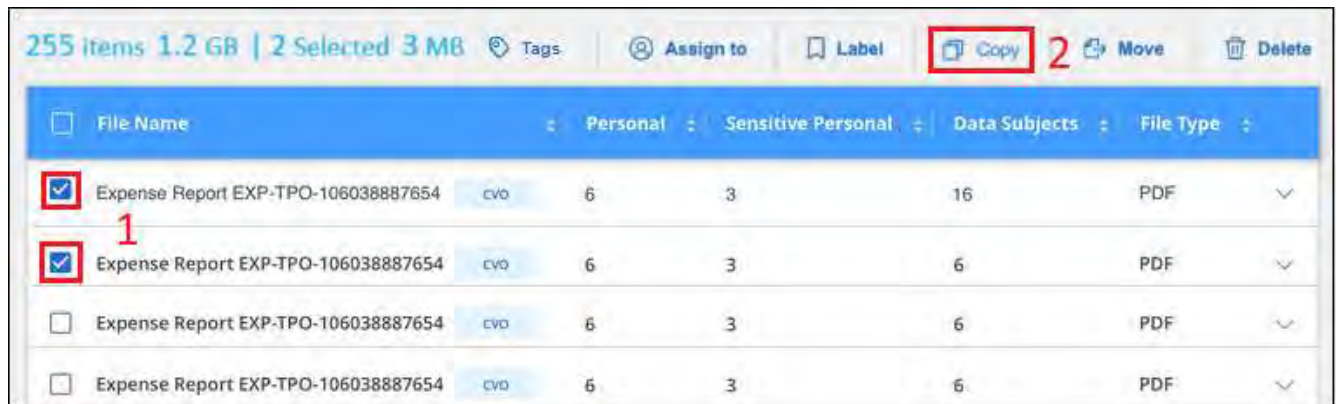 255 items 1.2 GB | 2 Selected 3 MB Tags Assign to Label Copy 2 Move Delete
File Name Personal Sensitive Personal Data Subjects File Type
Expense Report EXP-TPO-106038887654 CVO 6 3 16 PDF
1
Expense Report EXP-TPO-106038887654 CVO 6 3 6 PDF
Expense Report EXP-TPO-106038887654 CVO 6 3 6 PDF
Expense Report EXP-TPO-106038887654 CVO 6 3 6 PDF